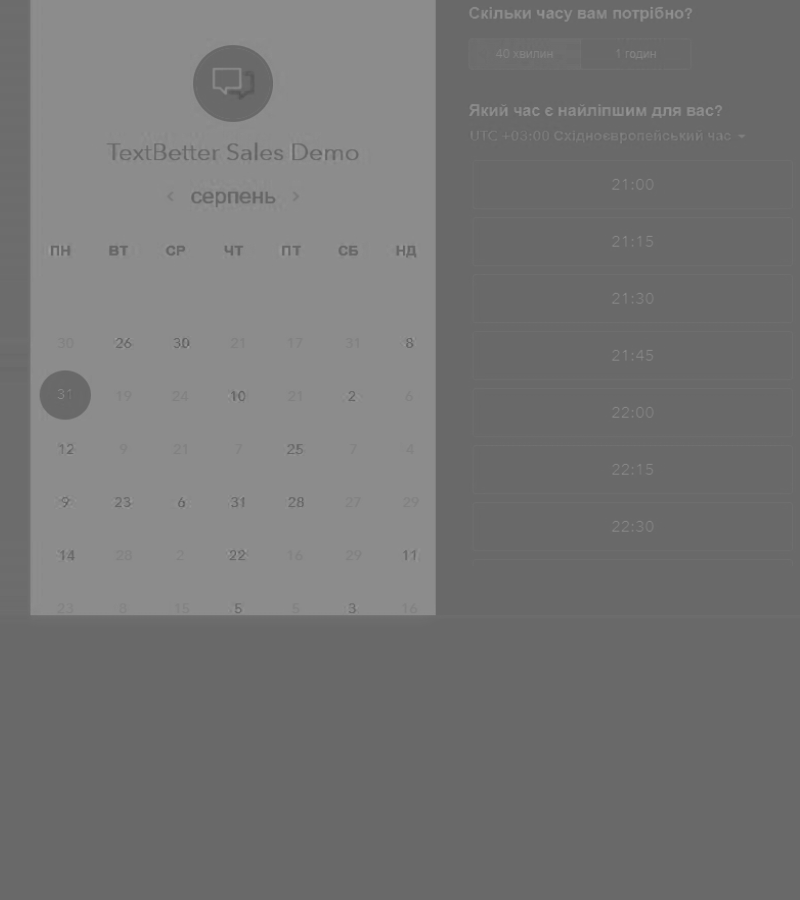 TextBetter Sales Demo
‹ серпень ›
ПН ВТ СР ЧТ ПТ СБ НД
30 26 30 21 17 31 8
31 19 24 10 21 2 6
12 9 21 7 25 7 4
9 23 6 31 28 27 29
14 28 2 22 16 29 11
23 8 15 5 5 3 16
Скільки часу вам потрібно?
40 хвилин 1 годин
Який час є найліпшим для вас?
UTC +03:00 Східноєвропейський час
21:00
21:15
21:30
21:45
22:00
22:15
22:30